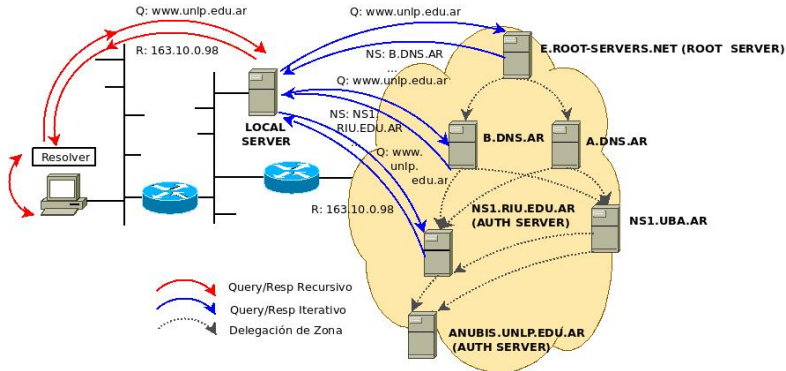 Q: www.unlp.edu.ar
Q: www.unlp.edu.ar
R: 163.10.0.98
E.ROOT-SERVERS.NET (ROOT SERVER)
NS: B.DNS.AR
...
Q: www.unlp.edu.ar
LOCAL
SERVER
NS: NS1.
RIU.EDU.AR
...
B.DNS.AR
A.DNS.AR
Resolver
Q: www.
unlp.
edu.ar
R: 163.10.0.98
NS1.RIU.EDU.AR
(AUTH SERVER)
NS1.UBA.AR
Query/Resp Recursivo
Query/Resp Iterativo
Delegación de Zona
ANUBIS.UNLP.EDU.AR
(AUTH SERVER)